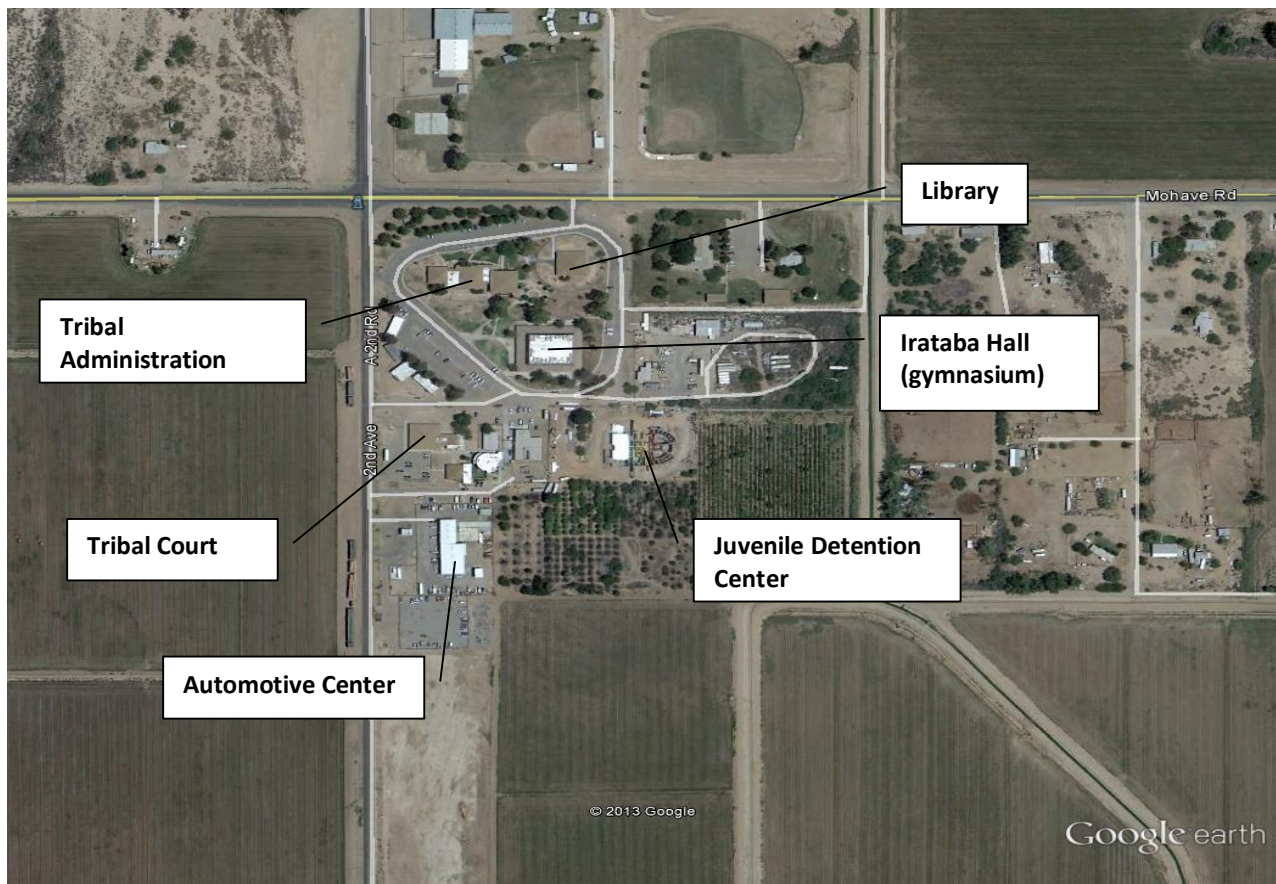 Library
Mohave Rd
Tribal
Administration
A 2nd Rd
Irataba Hall
(gymnasium)
2nd Ave
Tribal Court
Juvenile Detention
Center
Automotive Center
© 2013 Google
Google earth